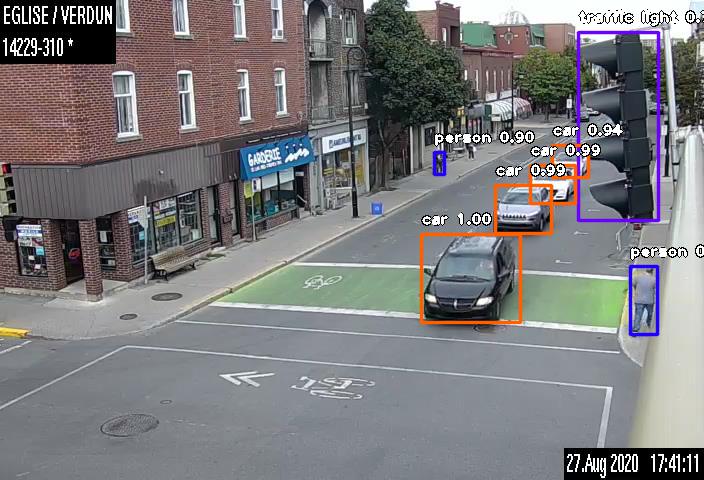 EGLISE / VERDUN
14229-310 *
traffic light 0.
person 0.90
car 0.94
car 0.99
car 0.99
car 1.00
person 0
GARDERIE
27.Aug 2020 17:41:11